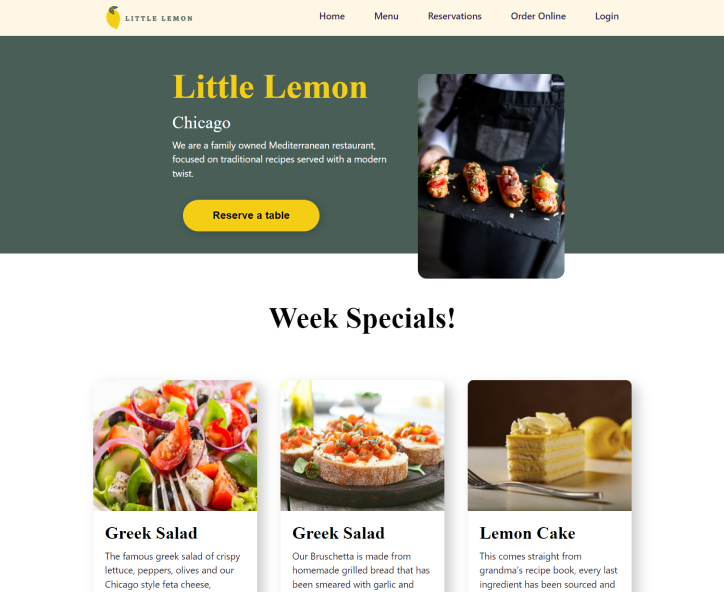 LITTLE LEMON
Home Menu Reservations Order Online Login
Little Lemon
Chicago
We are a family owned Mediterranean restaurant,
focused on traditional recipes served with a modern
twist.
Reserve a table
Week Specials!
Greek Salad
The famous greek salad of crispy
lettuce, peppers, olives and our
Chicago style feta cheese,
Greek Salad
Our Bruschetta is made from
homemade grilled bread that has
been smeared with garlic and
Lemon Cake
This comes straight from
grandma's recipe book, every last
ingredient has been sourced and